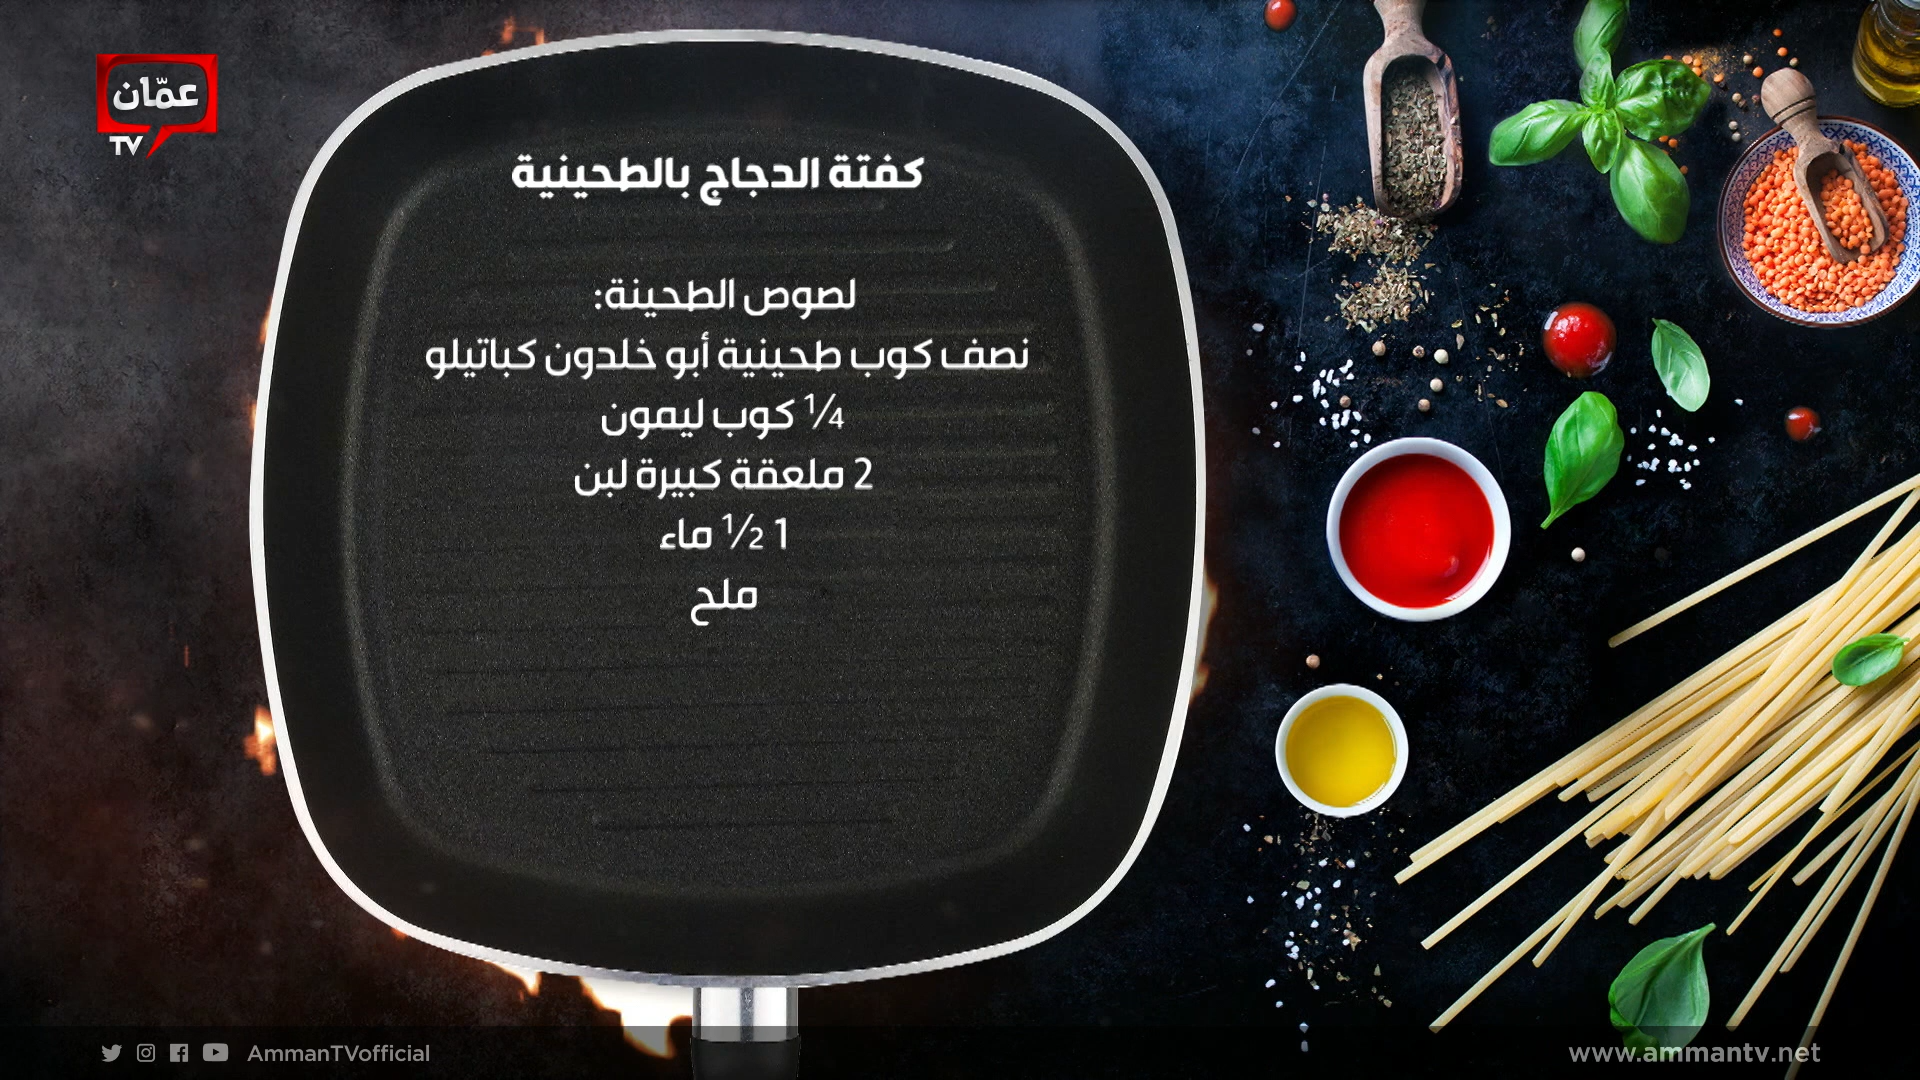 عمّان
TV
كفتة الدجاج بالطحينية
لصوص الطحينة:
نصف كوب طحينية أبو خلدون كباتيلو
¼ كوب ليمون
2 ملعقة كبيرة لبن
1 ½ ماء
ملح
AmmanTVofficial
www.ammantv.net